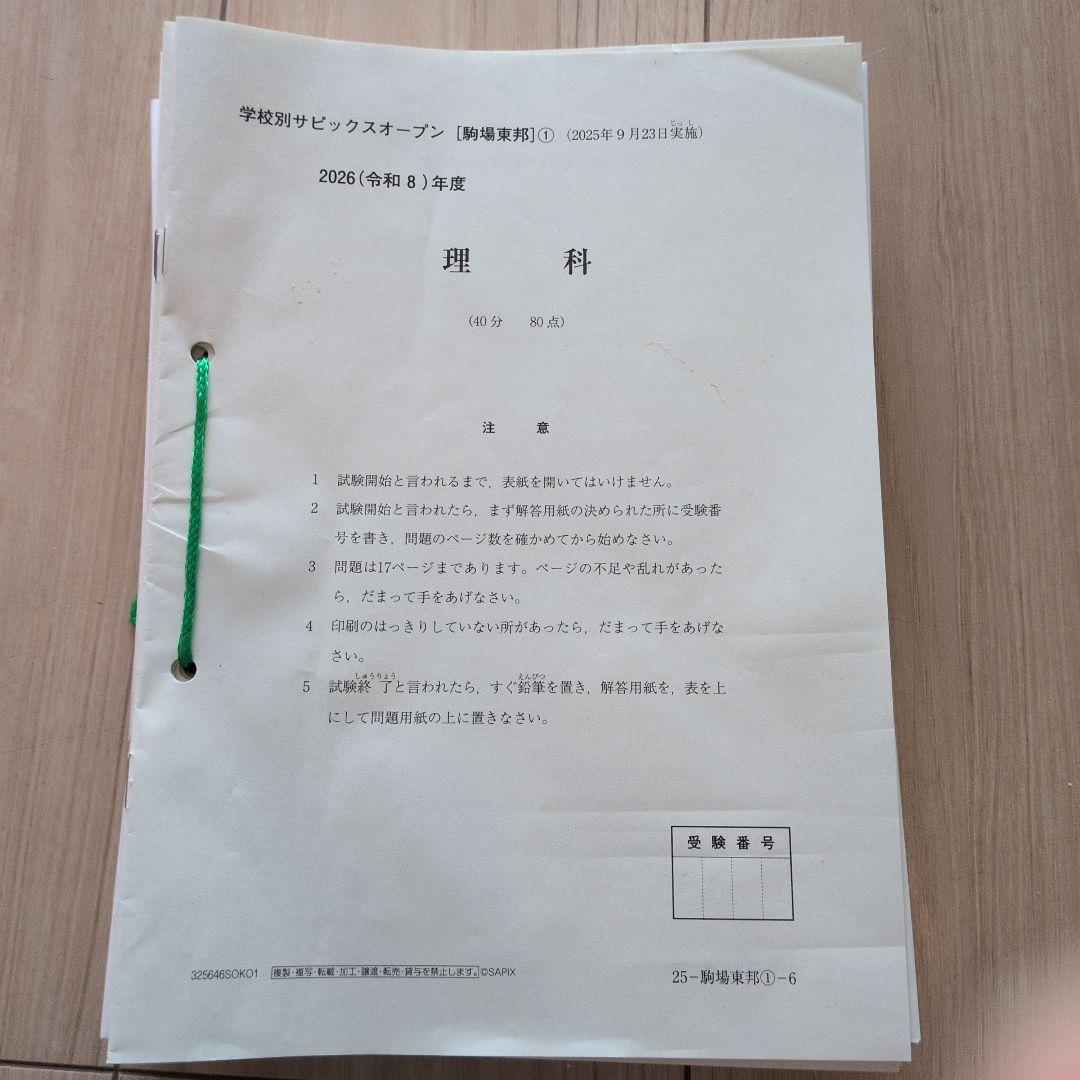 学校別サピックスオープン [駒場東邦]① (2025年9月23日実施)
じっし
2026(令和8)年度
理 科
(40分 80点)
注 意
1 試験開始と言われるまで，表紙を開いてはいけません。
2 試験開始と言われたら，まず解答用紙の決められた所に受験番
号を書き，問題のページ数を確かめてから始めなさい。
3 問題は17ページまであります。ページの不足や乱れがあった
ら，だまって手をあげなさい。
4 印刷のはっきりしていない所があったら，だまって手をあげな
さい。
しゅうりょう えんぴつ
5 試験終了と言われたら，すぐ鉛筆を置き，解答用紙を，表を上
にして問題用紙の上に置きなさい。
受験番号
325646SOKO1 複製・複写・転載・加工・譲渡・転売・貸与を禁止します。 ©SAPIX
25-駒場東邦①-6